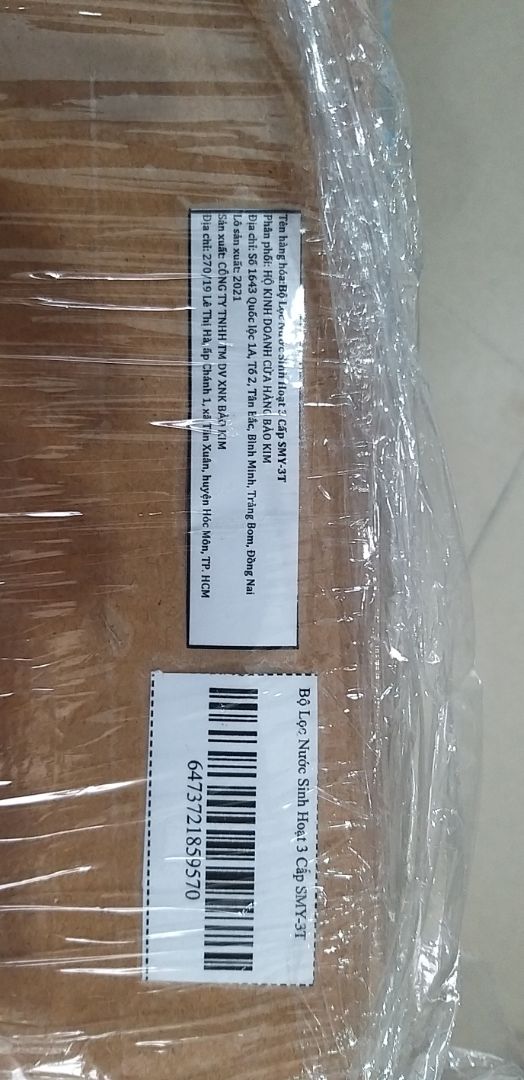 Tên hàng hóa:Bộ Lọc Nước Sinh Hoạt 3 Cấp SMY-3T
Phân phối: HỘ KINH DOANH CỬA HÀNG BẢO KIM
Địa chỉ: Số 1643 Quốc lộc 1A, Tổ 2, Tân Bắc, Bình Minh, Trảng Bom, Đồng Nai
Lô sản xuất: 2021
Sản xuất: CÔNG TY TNHH TM DV XNK BẢO KIM
Địa chỉ: 270/19 Lê Thị Hà, ấp Chánh 1, xã Tân Xuân, huyện Hóc Môn, TP. HCM
Bộ Lọc Nước Sinh Hoạt 3 Cấp SMY-3T
6473721859570